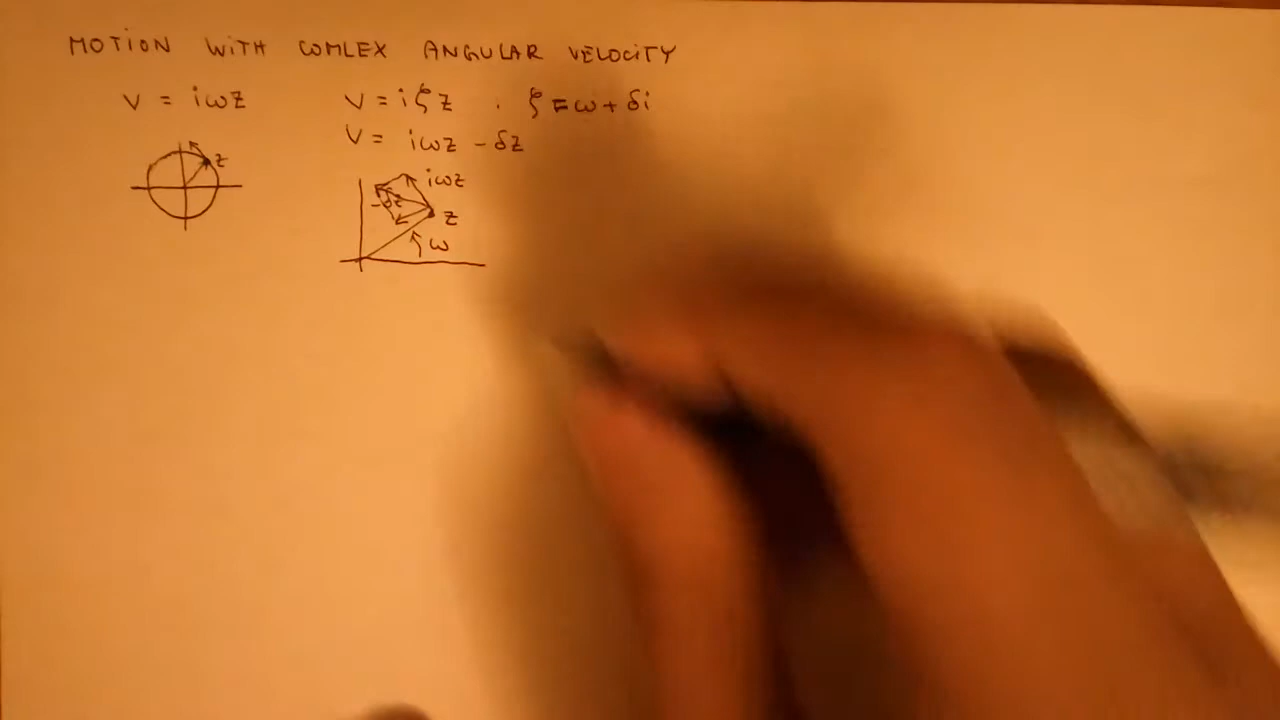 MOTION WITH COMLEX ANGULAR VELOCITY
V = iωz V = iζz . ζ = ω + δi
V = iωz - δz
z
iωz
-δz
z
ω